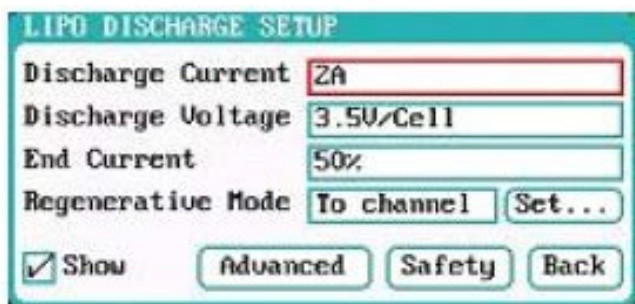 LIPO DISCHARGE SETUP
Discharge Current 2A
Discharge Voltage 3.5V/Cell
End Current 50%
Regenerative Mode To channel Set...
Show Advanced Safety Back